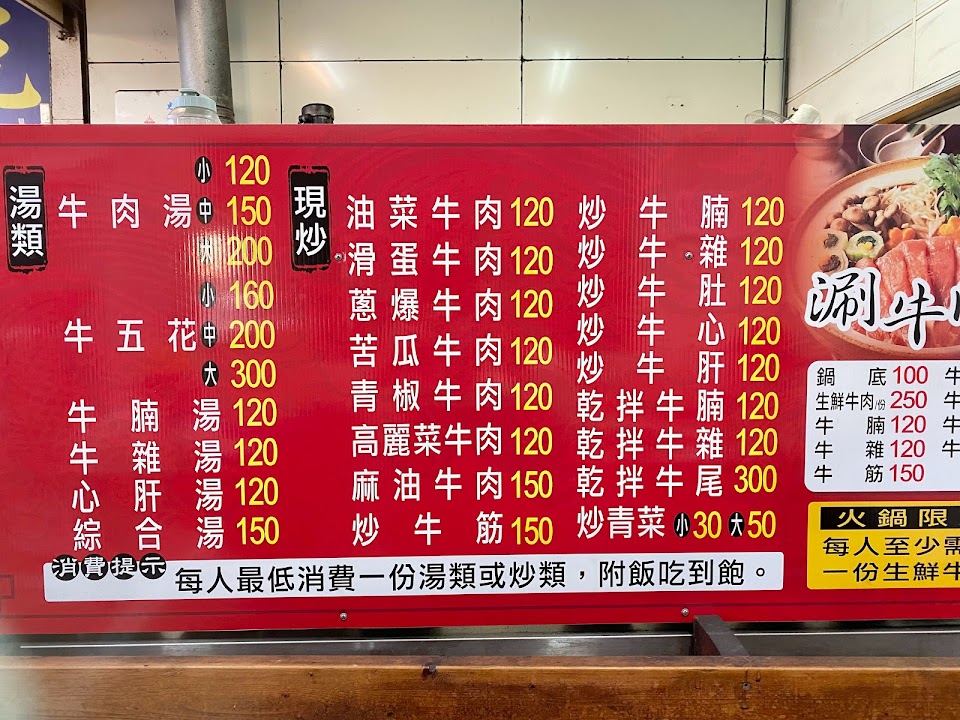 湯類
小 120
牛肉湯 中 150
大 200
小 160
牛五花 中 200
大 300
牛腩湯 120
牛雜湯 120
心肝湯 120
綜合湯 150
現炒
油菜牛肉 120
滑蛋牛肉 120
蔥爆牛肉 120
苦瓜牛肉 120
青椒牛肉 120
高麗菜牛肉 120
麻油牛肉 150
炒牛筋 150
炒牛腩 120
炒牛雜 120
炒牛肚 120
炒牛心 120
炒牛肝 120
乾拌牛腩 120
乾拌牛雜 120
乾拌牛尾 300
炒青菜 小 30 大 50
消費提示 每人最低消費一份湯類或炒類，附飯吃到飽。
涮牛
鍋底 100 牛
生鮮牛肉/份 250 牛
牛腩 120 牛
牛雜 120 牛
牛筋 150
火鍋限
每人至少需
一份生鮮牛